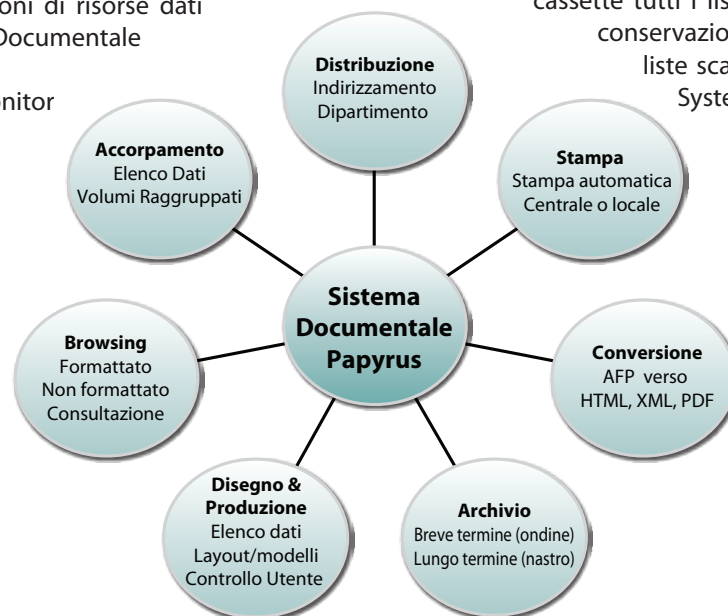 oni di risorse dati
Documentale
nitor
cassette tutti i lis
conservazio
liste sca
Syste
Distribuzione
Indirizzamento
Dipartimento
Accorpamento
Elenco Dati
Volumi Raggruppati
Stampa
Stampa automatica
Centrale o locale
Sistema
Documentale
Papyrus
Browsing
Formattato
Non formattato
Consultazione
Conversione
AFP verso
HTML, XML, PDF
Disegno &
Produzione
Elenco dati
Layout/modelli
Controllo Utente
Archivio
Breve termine (ondine)
Lungo termine (nastro)